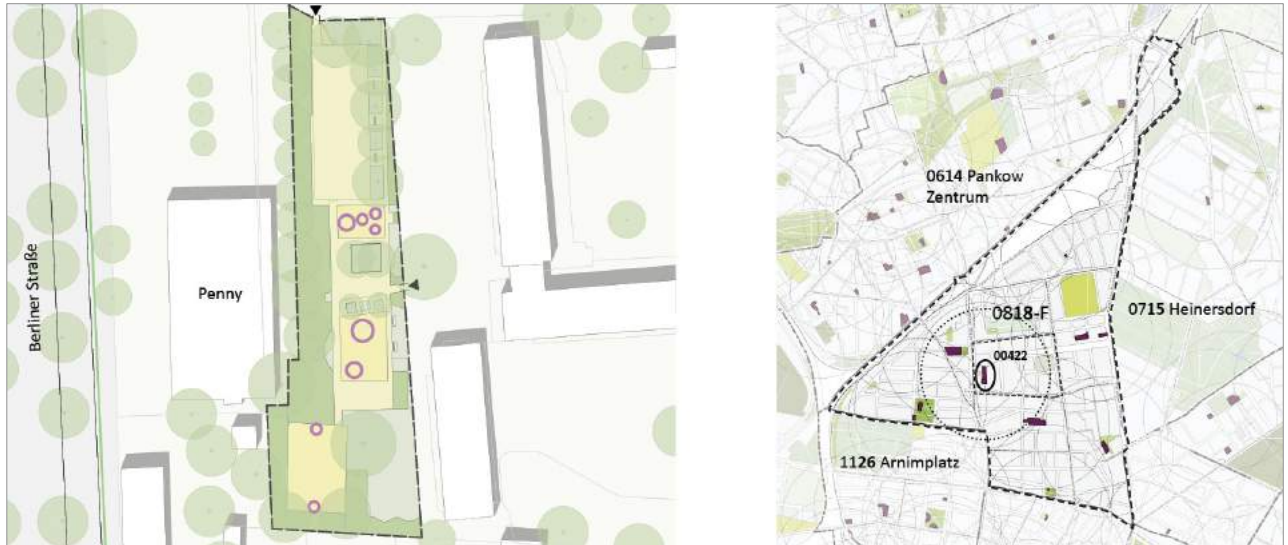 Berliner Straße
Penny
0614 Pankow
Zentrum
0818-F
0715 Heinersdorf
00422
1126 Arnimplatz